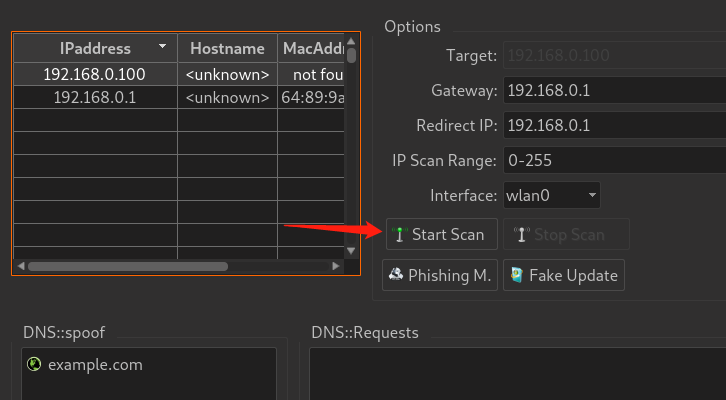 Options
IPaddress Hostname MacAddr
192.168.0.100 <unknown> not fou
192.168.0.1 <unknown> 64:89:9a
Target: 192.168.0.100
Gateway: 192.168.0.1
Redirect IP: 192.168.0.1
IP Scan Range: 0-255
Interface: wlan0
Start Scan Stop Scan
Phishing M. Fake Update
DNS::spoof DNS::Requests
example.com